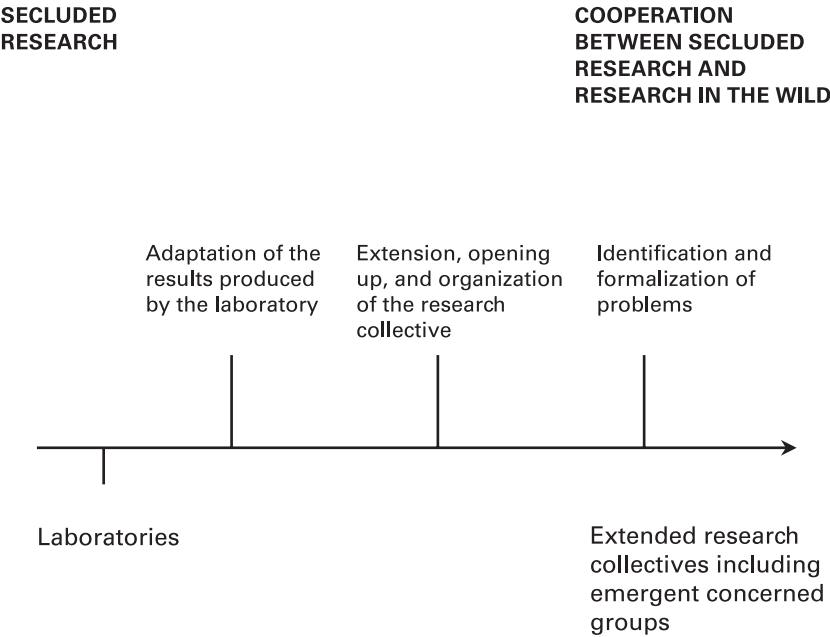 SECLUDED
RESEARCH
COOPERATION
BETWEEN SECLUDED
RESEARCH AND
RESEARCH IN THE WILD
Adaptation of the
results produced
by the laboratory
Extension, opening
up, and organization
of the research
collective
Identification and
formalization of
problems
Laboratories
Extended research
collectives including
emergent concerned
groups